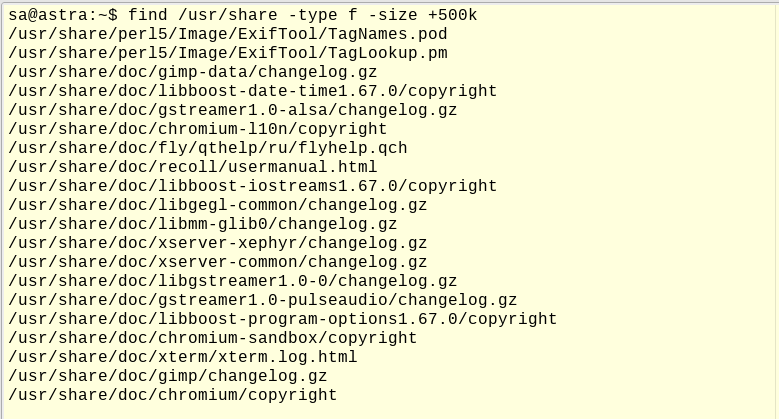 sa@astra:~$ find /usr/share -type f -size +500k
/usr/share/perl5/Image/ExifTool/TagNames.pod
/usr/share/perl5/Image/ExifTool/TagLookup.pm
/usr/share/doc/gimp-data/changelog.gz
/usr/share/doc/libboost-date-time1.67.0/copyright
/usr/share/doc/gstreamer1.0-alsa/changelog.gz
/usr/share/doc/chromium-l10n/copyright
/usr/share/doc/fly/qthelp/ru/flyhelp.qch
/usr/share/doc/recoll/usermanual.html
/usr/share/doc/libboost-iostreams1.67.0/copyright
/usr/share/doc/libgegl-common/changelog.gz
/usr/share/doc/libmm-glib0/changelog.gz
/usr/share/doc/xserver-xephyr/changelog.gz
/usr/share/doc/xserver-common/changelog.gz
/usr/share/doc/libgstreamer1.0-0/changelog.gz
/usr/share/doc/gstreamer1.0-pulseaudio/changelog.gz
/usr/share/doc/libboost-program-options1.67.0/copyright
/usr/share/doc/chromium-sandbox/copyright
/usr/share/doc/xterm/xterm.log.html
/usr/share/doc/gimp/changelog.gz
/usr/share/doc/chromium/copyright